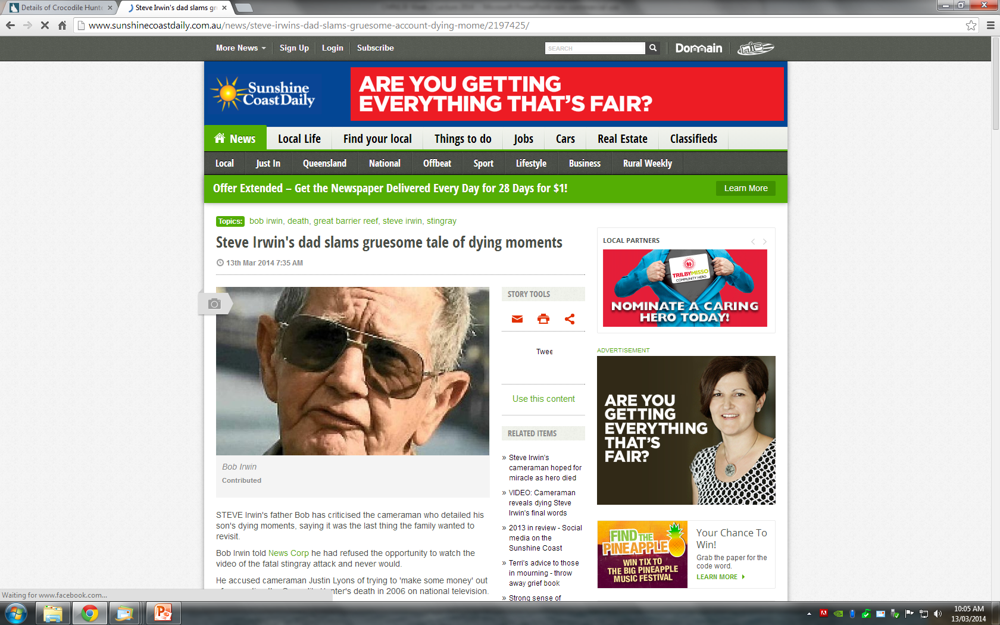 Details of Crocodile Hunte
Steve Irwin's dad slams gr
www.sunshinecoastdaily.com.au/news/steve-irwins-dad-slams-gruesome-account-dying-mome/2197425/
More News
Sign Up
Login
Subscribe
SEARCH
Domain
Sunshine
CoastDaily
ARE YOU GETTING
EVERYTHING THAT'S FAIR?
News
Local Life
Find your local
Things to do
Jobs
Cars
Real Estate
Classifieds
Local
Just In
Queensland
National
Offbeat
Sport
Lifestyle
Business
Rural Weekly
Offer Extended – Get the Newspaper Delivered Every Day for 28 Days for $1!
Learn More
Topics: bob irwin, death, great barrier reef, steve irwin, stingray
Steve Irwin's dad slams gruesome tale of dying moments
13th Mar 2014 7:35 AM
Bob Irwin
Contributed
STEVE Irwin's father Bob has criticised the cameraman who detailed his
son's dying moments, saying it was the last thing the family wanted to
revisit.
Bob Irwin told News Corp he had refused the opportunity to watch the
video of the fatal stingray attack and never would.
He accused cameraman Justin Lyons of trying to 'make some money' out
nter's death in 2006 on national television.
STORY TOOLS
Twee
Use this content
RELATED ITEMS
» Steve Irwin's
cameraman hoped for
miracle as hero died
» VIDEO: Cameraman
reveals dying Steve
Irwin's final words
» 2013 in review - Social
media on the
Sunshine Coast
» Terri's advice to those
in mourning - throw
away grief book
» Strong sense of
LOCAL PARTNERS
TRILBYMISSO
COMMUNITY HERO
NOMINATE A CARING
HERO TODAY!
ADVERTISEMENT
ARE YOU
GETTING
EVERYTHING
THAT'S
FAIR?
FIND THE
PINEAPPLE
WIN TIX TO
THE BIG PINEAPPLE
MUSIC FESTIVAL
Your Chance To
Win!
Grab the paper for the
code word.
LEARN MORE
Waiting for www.facebook.com...
10:05 AM
13/03/2014